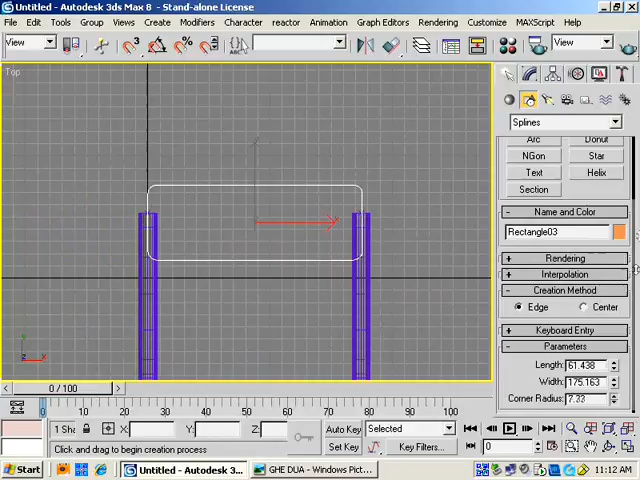 Untitled - Autodesk 3ds Max 8 - Stand-alone License
File Edit Tools Group Views Create Modifiers Character reactor Animation Graph Editors Rendering Customize MAXScript Help
View View
Top
Splines
Arc Donut
NGon Star
Text Helix
Section
- Name and Color
Rectangle03
+ Rendering
+ Interpolation
- Creation Method
Edge Center
+ Keyboard Entry
- Parameters
Length: 61.438
Width: 175.163
Corner Radius: 7.33
0 / 100
0 10 20 30 40 50 60 70 80 90 100
1 Sha X: Y: Z: Auto Key Selected
Click and drag to begin creation process Set Key Key Filters... 0
Start Untitled - Autodesk 3... GHE DUA - Windows Pict... 11:12 AM